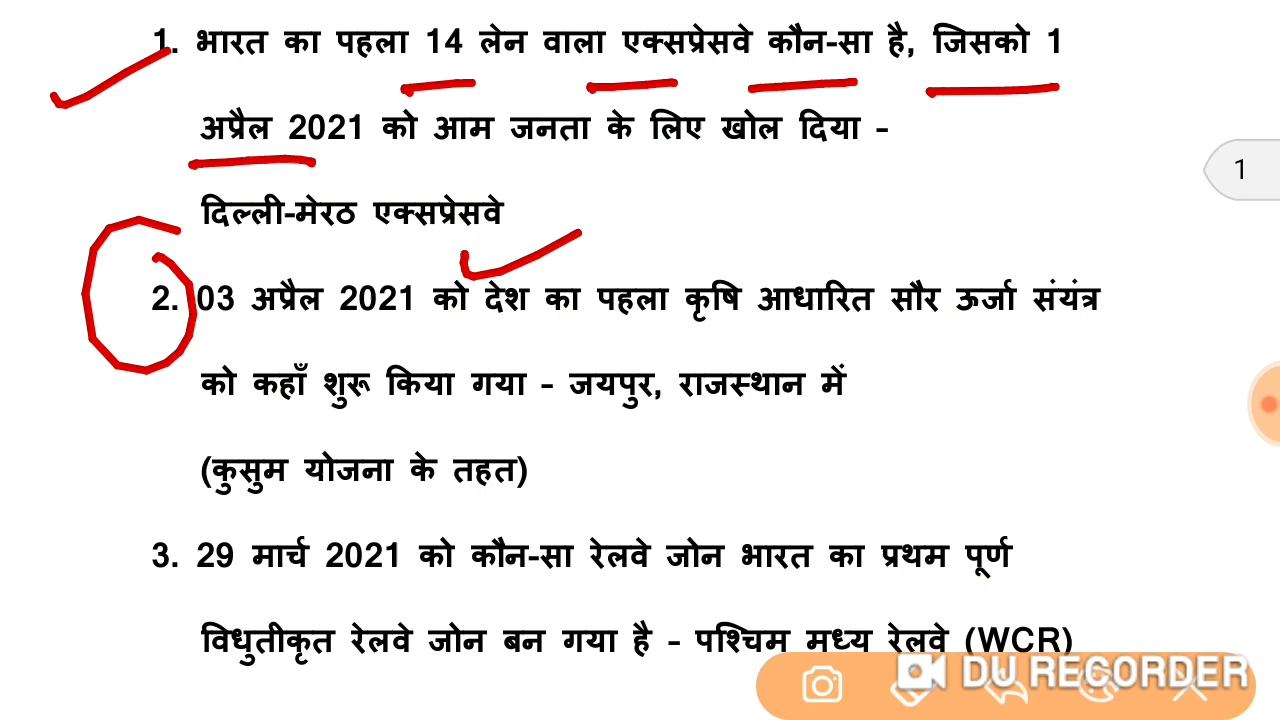 1. भारत का पहला 14 लेन वाला एक्सप्रेसवे कौन-सा है, जिसको 1
अप्रैल 2021 को आम जनता के लिए खोल दिया –
दिल्ली-मेरठ एक्सप्रेसवे
2. 03 अप्रैल 2021 को देश का पहला कृषि आधारित सौर ऊर्जा संयंत्र
को कहाँ शुरू किया गया – जयपुर, राजस्थान में
(कुसुम योजना के तहत)
3. 29 मार्च 2021 को कौन-सा रेलवे जोन भारत का प्रथम पूर्ण
विधुतीकृत रेलवे जोन बन गया है – पश्चिम मध्य रेलवे (WCR)
1
DU RECORDER